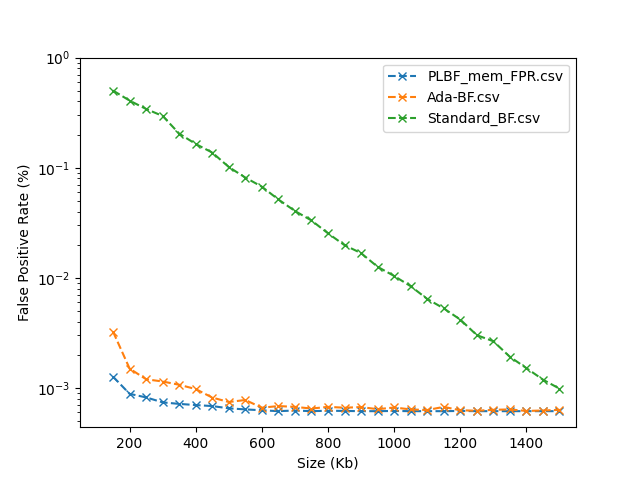 10^0
10^-1
10^-2
10^-3
False Positive Rate (%)
PLBF_mem_FPR.csv
Ada-BF.csv
Standard_BF.csv
200 400 600 800 1000 1200 1400
Size (Kb)